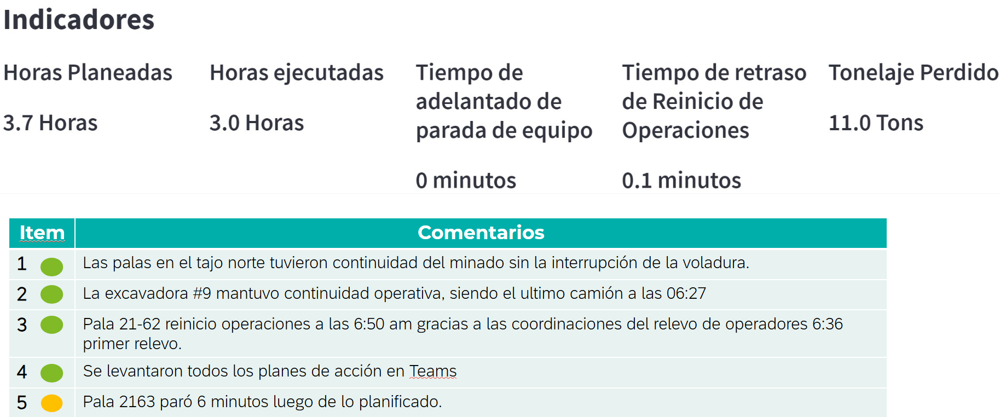 Indicadores
Horas Planeadas
3.7 Horas
Horas ejecutadas
3.0 Horas
Tiempo de
adelantado de
parada de equipo
0 minutos
Tiempo de retraso
de Reinicio de
Operaciones
0.1 minutos
Tonelaje Perdido
11.0 Tons
Item Comentarios
1 Las palas en el tajo norte tuvieron continuidad del minado sin la interrupción de la voladura.
2 La excavadora #9 mantuvo continuidad operativa, siendo el ultimo camión a las 06:27
3 Pala 21-62 reinicio operaciones a las 6:50 am gracias a las coordinaciones del relevo de operadores 6:36
primer relevo.
4 Se levantaron todos los planes de acción en Teams
5 Pala 2163 paró 6 minutos luego de lo planificado.